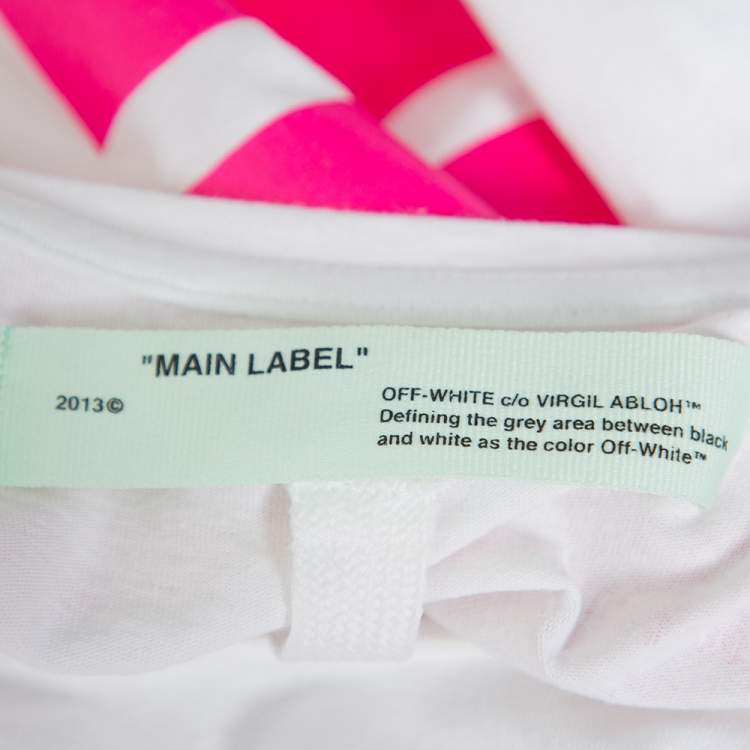 "MAIN LABEL"
2013©
OFF-WHITE c/o VIRGIL ABLOH™
Defining the grey area between black
and white as the color Off-White™